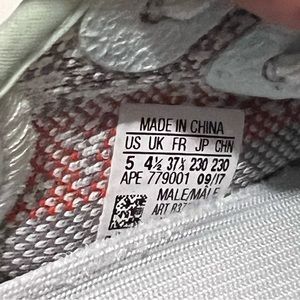 MADE IN CHINA
US UK FR JP CHN
5 4½ 37⅓ 230 230
APE 779001 09/17
MALE/MÂLE
ART